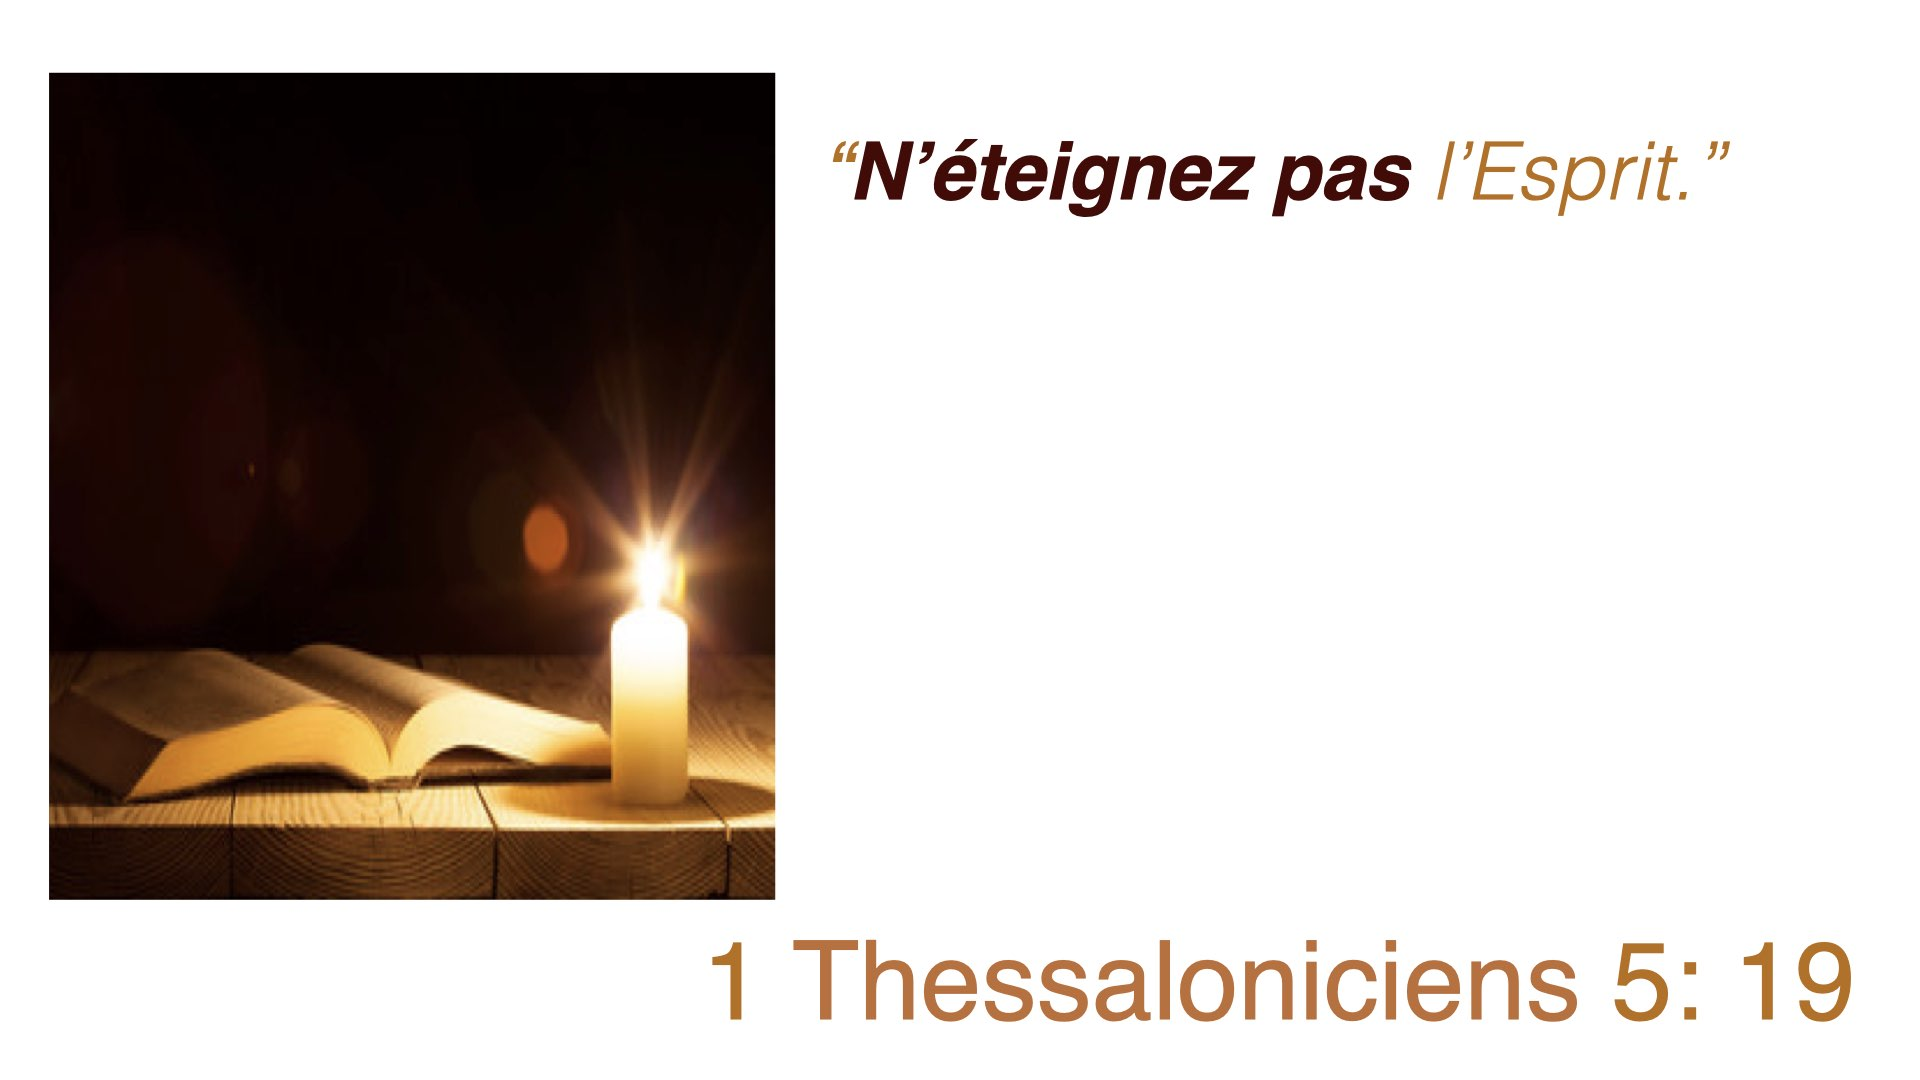 “N’éteignez pas l’Esprit.”
1 Thessaloniciens 5: 19